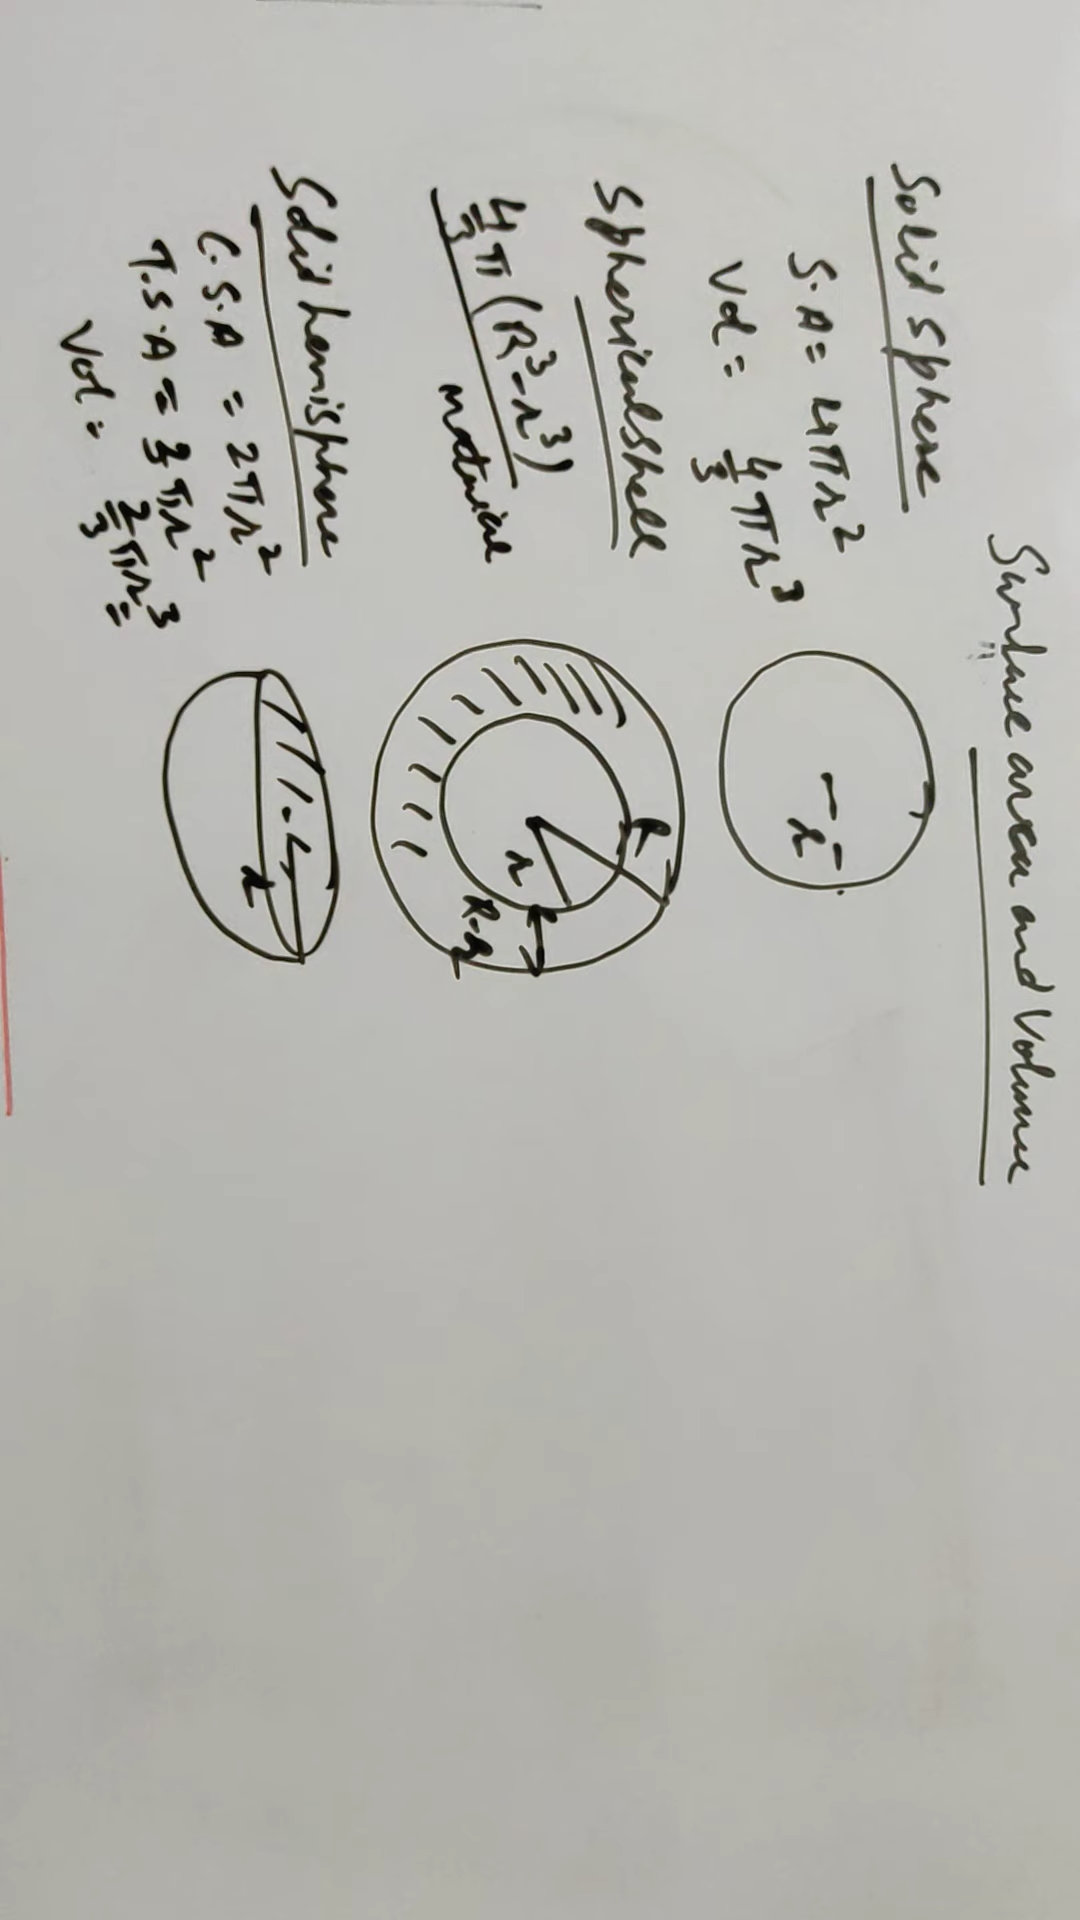 Surface area and Volume
Solid Sphere
S.A = 4πr²
Vol = 4/3 πr³
r
Spherical Shell
4/3 π (R³-r³)
material
R
r
R-r
Solid hemisphere
C.S.A = 2πr²
T.S.A = 3πr²
Vol = 2/3 πr³
r